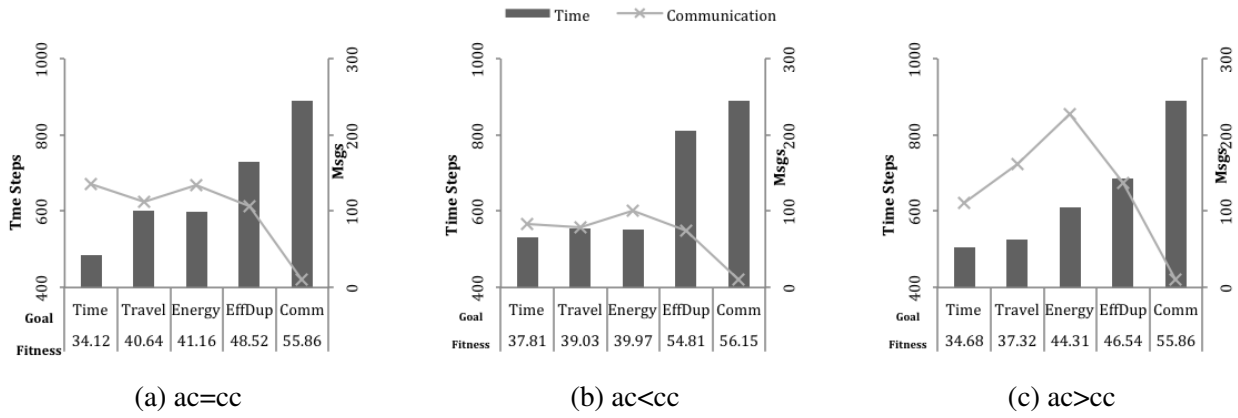 Time Communication
1000
800
600
400
Tme Steps
300
200
100
0
Msgs
Goal Time Travel Energy EffDup Comm
Fitness 34.12 40.64 41.16 48.52 55.86
(a) ac=cc
1000
800
600
400
Time Steps
300
200
100
0
Msgs
Goal Time Travel Energy EffDup Comm
Fitness 37.81 39.03 39.97 54.81 56.15
(b) ac<cc
1000
800
600
400
Time Steps
300
200
100
0
Msgs
Goal Time Travel Energy EffDup Comm
Fitness 34.68 37.32 44.31 46.54 55.86
(c) ac>cc